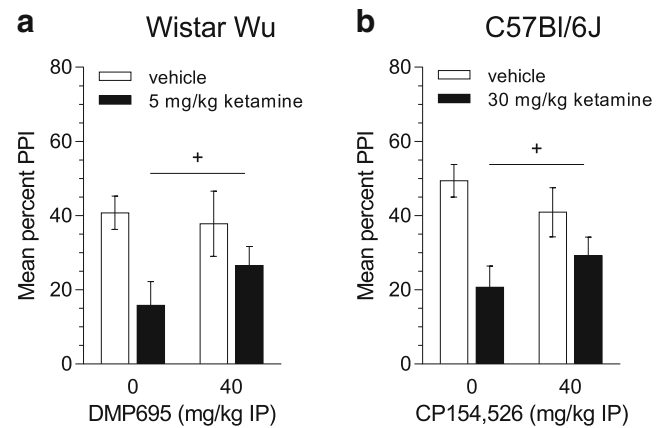 a
Wistar Wu
Mean percent PPI
80
60
40
20
0
vehicle
5 mg/kg ketamine
+
0
40
DMP695 (mg/kg IP)
b
C57Bl/6J
Mean percent PPI
80
60
40
20
0
vehicle
30 mg/kg ketamine
+
0
40
CP154,526 (mg/kg IP)